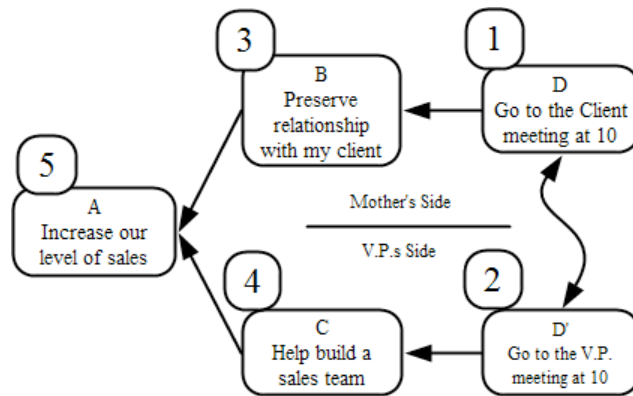 3
B
Preserve
relationship
with my client
1
D
Go to the Client
meeting at 10
5
A
Increase our
level of sales
Mother's Side
V.P.s Side
4
C
Help build a
sales team
2
D'
Go to the V.P.
meeting at 10